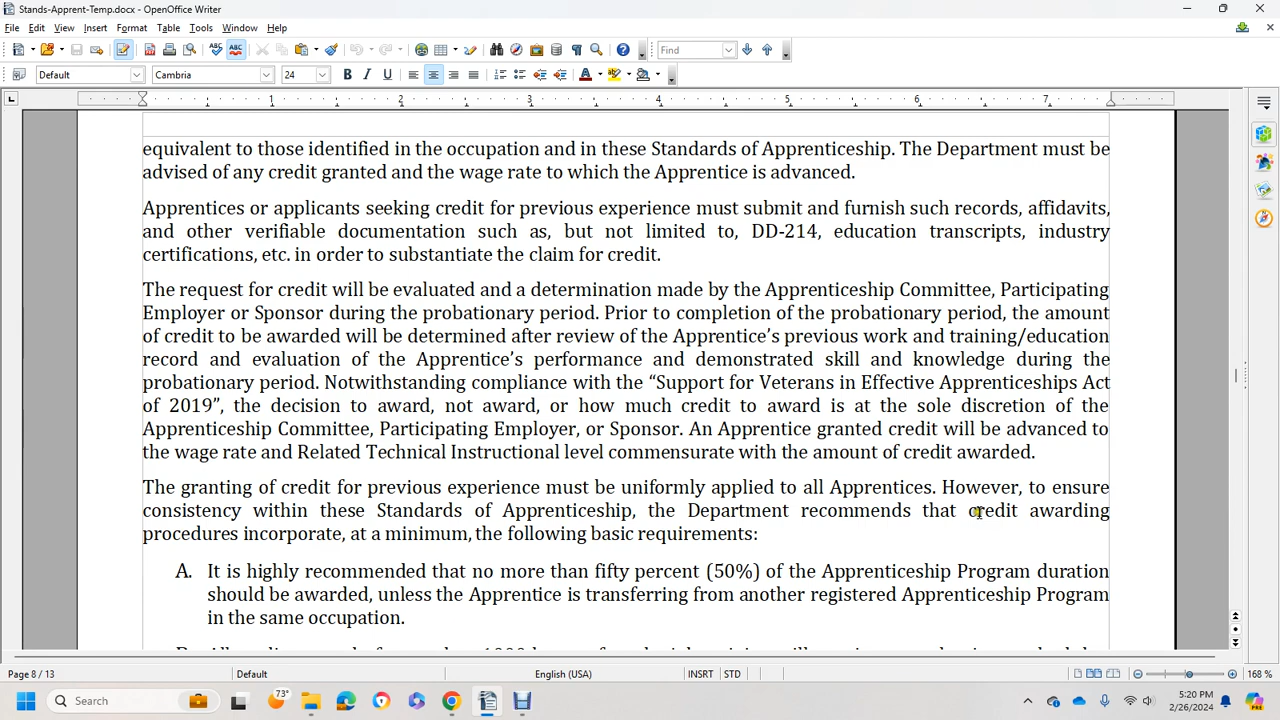 Stands-Apprent-Temp.docx - OpenOffice Writer
File Edit View Insert Format Table Tools Window Help
Find
Default Cambria 24
1 2 3 4 5 6 7
equivalent to those identified in the occupation and in these Standards of Apprenticeship. The Department must be
advised of any credit granted and the wage rate to which the Apprentice is advanced.
Apprentices or applicants seeking credit for previous experience must submit and furnish such records, affidavits,
and other verifiable documentation such as, but not limited to, DD-214, education transcripts, industry
certifications, etc. in order to substantiate the claim for credit.
The request for credit will be evaluated and a determination made by the Apprenticeship Committee, Participating
Employer or Sponsor during the probationary period. Prior to completion of the probationary period, the amount
of credit to be awarded will be determined after review of the Apprentice’s previous work and training/education
record and evaluation of the Apprentice’s performance and demonstrated skill and knowledge during the
probationary period. Notwithstanding compliance with the “Support for Veterans in Effective Apprenticeships Act
of 2019”, the decision to award, not award, or how much credit to award is at the sole discretion of the
Apprenticeship Committee, Participating Employer, or Sponsor. An Apprentice granted credit will be advanced to
the wage rate and Related Technical Instructional level commensurate with the amount of credit awarded.
The granting of credit for previous experience must be uniformly applied to all Apprentices. However, to ensure
consistency within these Standards of Apprenticeship, the Department recommends that credit awarding
procedures incorporate, at a minimum, the following basic requirements:
A. It is highly recommended that no more than fifty percent (50%) of the Apprenticeship Program duration
should be awarded, unless the Apprentice is transferring from another registered Apprenticeship Program
in the same occupation.
Page 8 / 13 Default English (USA) INSRT STD 168 %
Search 73° 5:20 PM
2/26/2024